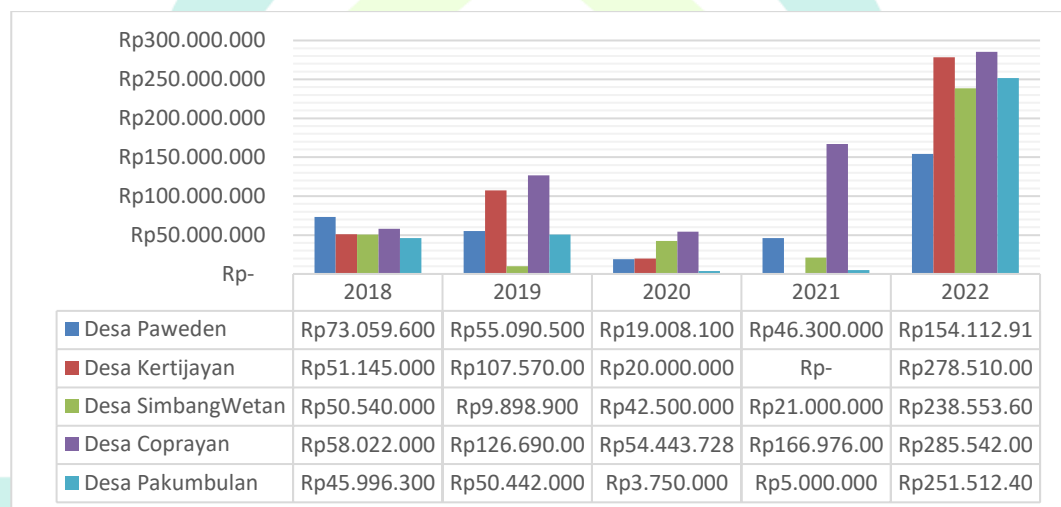 Rp300.000.000
Rp250.000.000
Rp200.000.000
Rp150.000.000
Rp100.000.000
Rp50.000.000
Rp-
2018 2019 2020 2021 2022
Desa Paweden Rp73.059.600 Rp55.090.500 Rp19.008.100 Rp46.300.000 Rp154.112.91
Desa Kertijayan Rp51.145.000 Rp107.570.00 Rp20.000.000 Rp- Rp278.510.00
Desa SimbangWetan Rp50.540.000 Rp9.898.900 Rp42.500.000 Rp21.000.000 Rp238.553.60
Desa Coprayan Rp58.022.000 Rp126.690.00 Rp54.443.728 Rp166.976.00 Rp285.542.00
Desa Pakumbulan Rp45.996.300 Rp50.442.000 Rp3.750.000 Rp5.000.000 Rp251.512.40